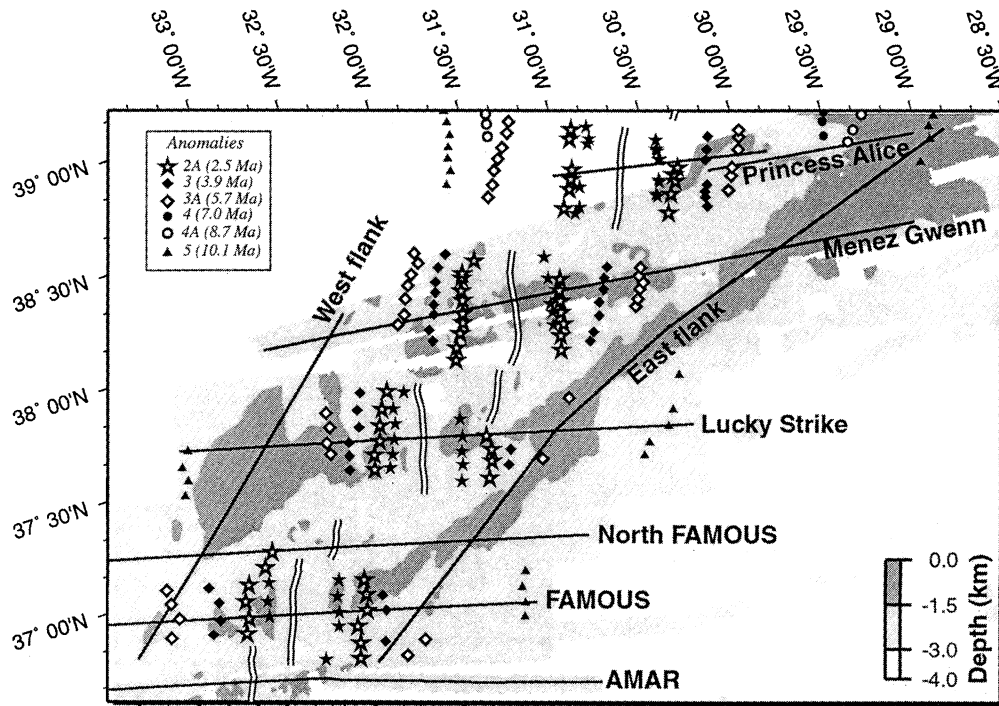 33° 00'W
32° 30'W
32° 00'W
31° 30'W
31° 00'W
30° 30'W
30° 00'W
29° 30'W
29° 00'W
28° 30'W
39° 00'N
38° 30'N
38° 00'N
37° 30'N
37° 00'N
Anomalies
2A (2.5 Ma)
3 (3.9 Ma)
3A (5.7 Ma)
4 (7.0 Ma)
4A (8.7 Ma)
5 (10.1 Ma)
Princess Alice
Menez Gwenn
West flank
East flank
Lucky Strike
North FAMOUS
FAMOUS
AMAR
0.0
-1.5
-3.0
-4.0
Depth (km)